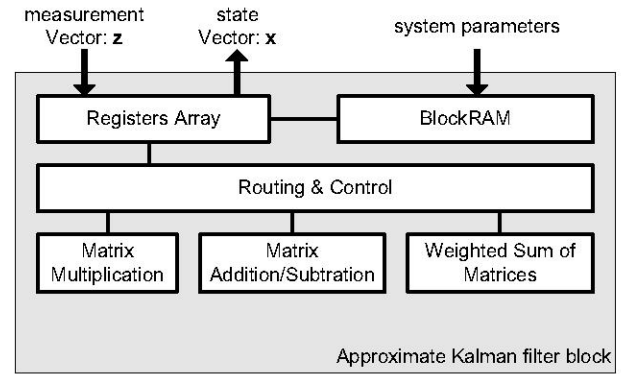 measurement
Vector: z
state
Vector: x
system parameters
Registers Array
BlockRAM
Routing & Control
Matrix
Multiplication
Matrix
Addition/Subtration
Weighted Sum of
Matrices
Approximate Kalman filter block